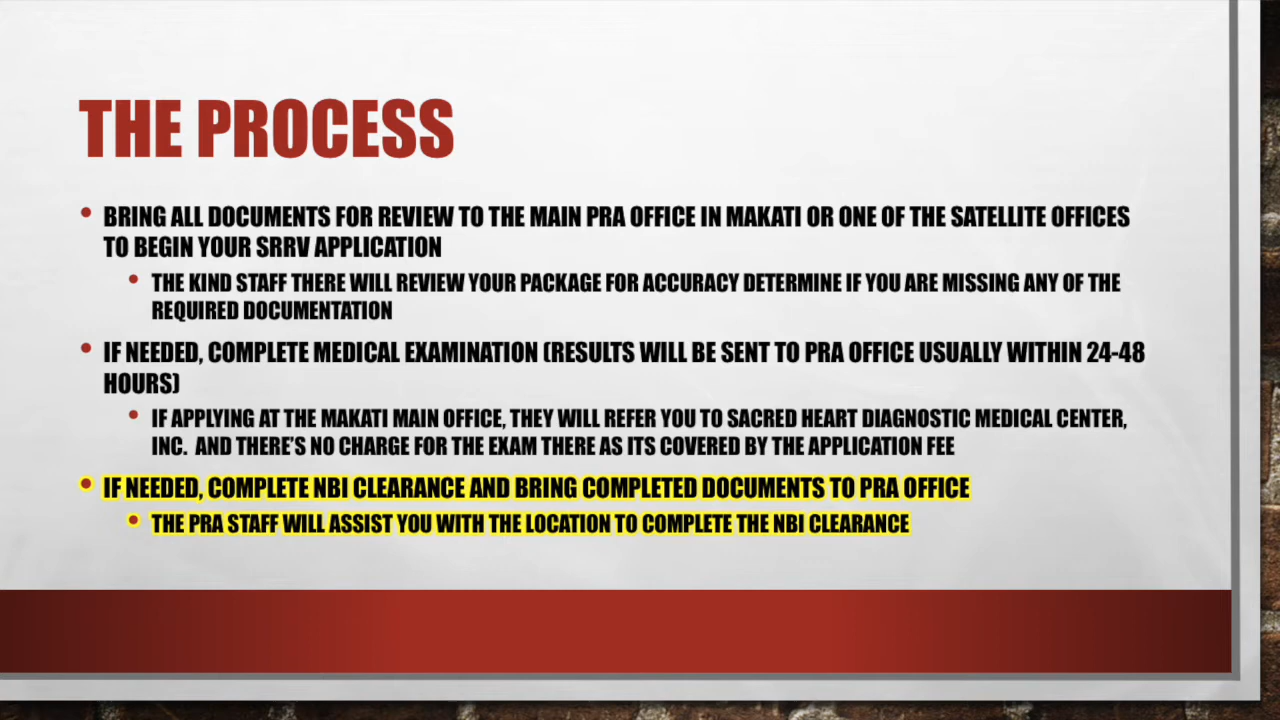 THE PROCESS
• BRING ALL DOCUMENTS FOR REVIEW TO THE MAIN PRA OFFICE IN MAKATI OR ONE OF THE SATELLITE OFFICES
TO BEGIN YOUR SRRV APPLICATION
• THE KIND STAFF THERE WILL REVIEW YOUR PACKAGE FOR ACCURACY DETERMINE IF YOU ARE MISSING ANY OF THE
REQUIRED DOCUMENTATION
• IF NEEDED, COMPLETE MEDICAL EXAMINATION (RESULTS WILL BE SENT TO PRA OFFICE USUALLY WITHIN 24-48
HOURS)
• IF APPLYING AT THE MAKATI MAIN OFFICE, THEY WILL REFER YOU TO SACRED HEART DIAGNOSTIC MEDICAL CENTER,
INC. AND THERE'S NO CHARGE FOR THE EXAM THERE AS ITS COVERED BY THE APPLICATION FEE
• IF NEEDED, COMPLETE NBI CLEARANCE AND BRING COMPLETED DOCUMENTS TO PRA OFFICE
• THE PRA STAFF WILL ASSIST YOU WITH THE LOCATION TO COMPLETE THE NBI CLEARANCE